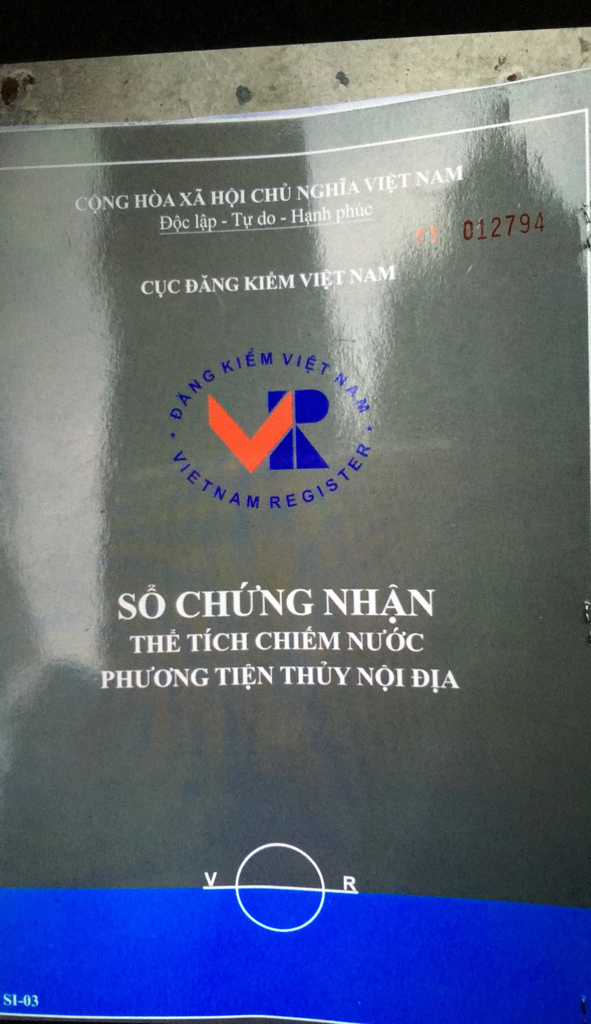 CỘNG HÒA XÃ HỘI CHỦ NGHĨA VIỆT NAM
Độc lập - Tự do - Hạnh phúc
012794
CỤC ĐĂNG KIỂM VIỆT NAM
ĐĂNG KIỂM VIỆT NAM
VR
VIETNAM REGISTER
SỔ CHỨNG NHẬN
THỂ TÍCH CHIẾM NƯỚC
PHƯƠNG TIỆN THỦY NỘI ĐỊA
V R
SI-03